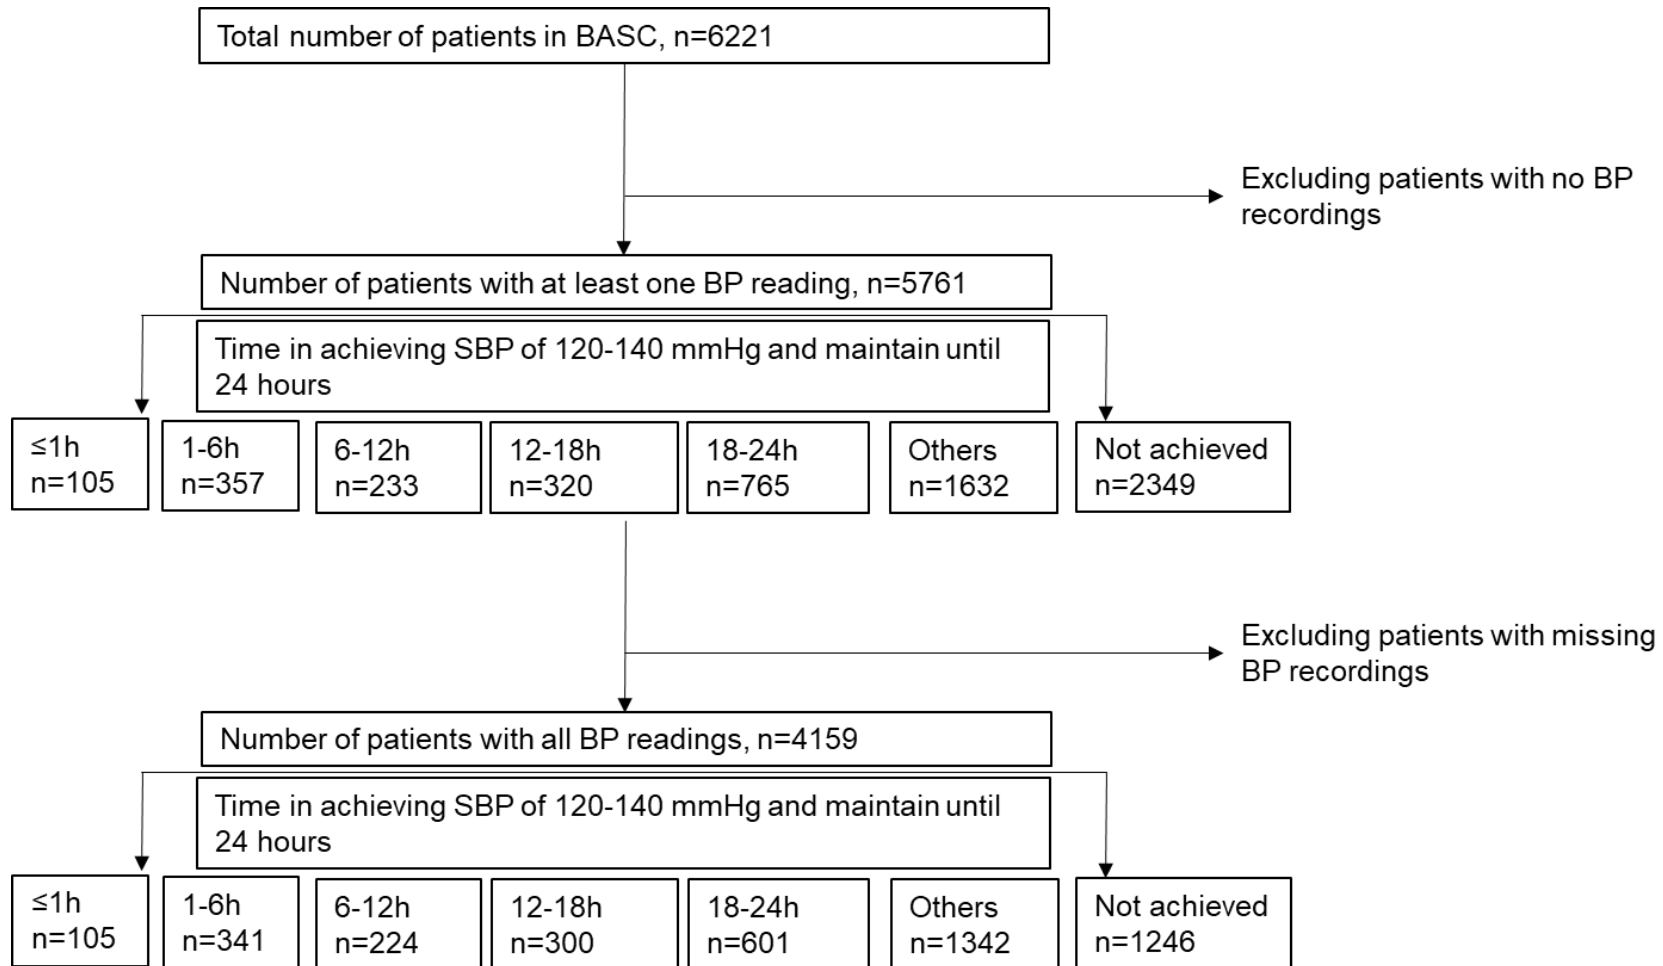 Total number of patients in BASC, n=6221
Excluding patients with no BP
recordings
Number of patients with at least one BP reading, n=5761
Time in achieving SBP of 120-140 mmHg and maintain until
24 hours
≤1h
n=105
1-6h
n=357
6-12h
n=233
12-18h
n=320
18-24h
n=765
Others
n=1632
Not achieved
n=2349
Excluding patients with missing
BP recordings
Number of patients with all BP readings, n=4159
Time in achieving SBP of 120-140 mmHg and maintain until
24 hours
≤1h
n=105
1-6h
n=341
6-12h
n=224
12-18h
n=300
18-24h
n=601
Others
n=1342
Not achieved
n=1246